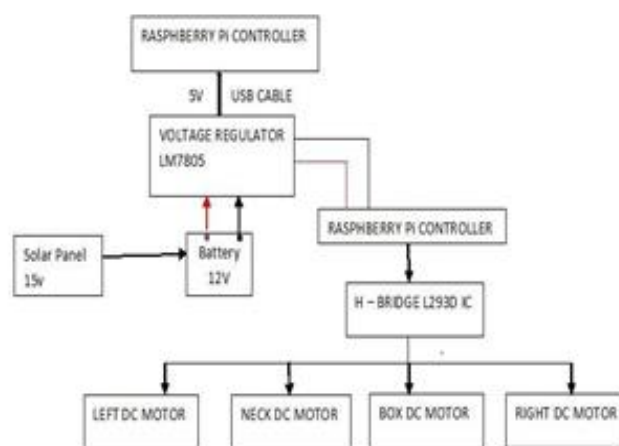 RASPHBERRY Pi CONTROLLER
5V USB CABLE
VOLTAGE REGULATOR
LM7805
RASPHBERRY Pi CONTROLLER
Solar Panel
15v
Battery
12V
H – BRIDGE L293D IC
LEFT DC MOTOR
NECK DC MOTOR
BOX DC MOTOR
RIGHT DC MOTOR